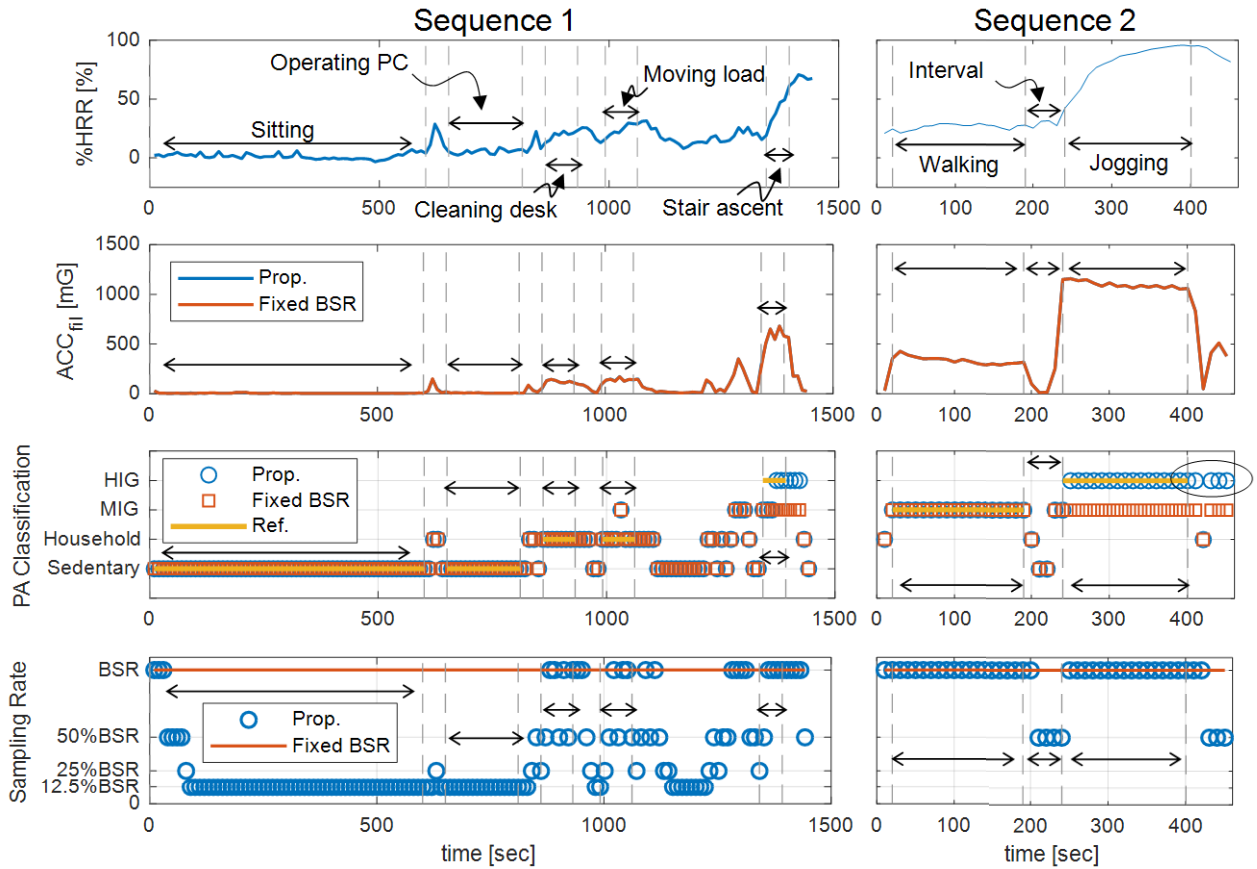 Sequence 1
Sequence 2
%HRR [%]
100
50
0
Operating PC
Moving load
Sitting
Cleaning desk
Stair ascent
0
500
1000
1500
Interval
Walking
Jogging
0
100
200
300
400
ACCfil [mG]
1500
1000
500
0
Prop.
Fixed BSR
0
500
1000
1500
0
100
200
300
400
PA Classification
HIG
MIG
Household
Sedentary
Prop.
Fixed BSR
Ref.
0
500
1000
1500
0
100
200
300
400
Sampling Rate
BSR
50%BSR
25%BSR
12.5%BSR
0
Prop.
Fixed BSR
0
500
1000
1500
time [sec]
0
100
200
300
400
time [sec]